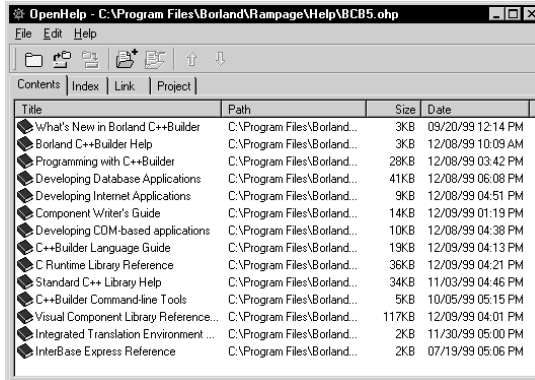 OpenHelp - C:\Program Files\Borland\Rampage\Help\BCB5.ohp
File Edit Help
Contents Index Link Project
Title Path Size Date
What's New in Borland C++Builder C:\Program Files\Borland... 3KB 09/20/99 12:14 PM
Borland C++Builder Help C:\Program Files\Borland... 3KB 12/08/99 10:09 AM
Programming with C++Builder C:\Program Files\Borland... 28KB 12/08/99 03:42 PM
Developing Database Applications C:\Program Files\Borland... 41KB 12/08/99 06:08 PM
Developing Internet Applications C:\Program Files\Borland... 9KB 12/08/99 04:51 PM
Component Writer's Guide C:\Program Files\Borland... 14KB 12/09/99 01:19 PM
Developing COM-based applications C:\Program Files\Borland... 10KB 12/08/99 04:38 PM
C++Builder Language Guide C:\Program Files\Borland... 19KB 12/09/99 04:13 PM
C Runtime Library Reference C:\Program Files\Borland... 36KB 12/09/99 04:21 PM
Standard C++ Library Help C:\Program Files\Borland... 34KB 11/03/99 04:46 PM
C++Builder Command-line Tools C:\Program Files\Borland... 5KB 10/05/99 05:15 PM
Visual Component Library Reference... C:\Program Files\Borland... 117KB 12/09/99 04:01 PM
Integrated Translation Environment ... C:\Program Files\Borland... 2KB 11/30/99 05:00 PM
InterBase Express Reference C:\Program Files\Borland... 2KB 07/19/99 05:06 PM